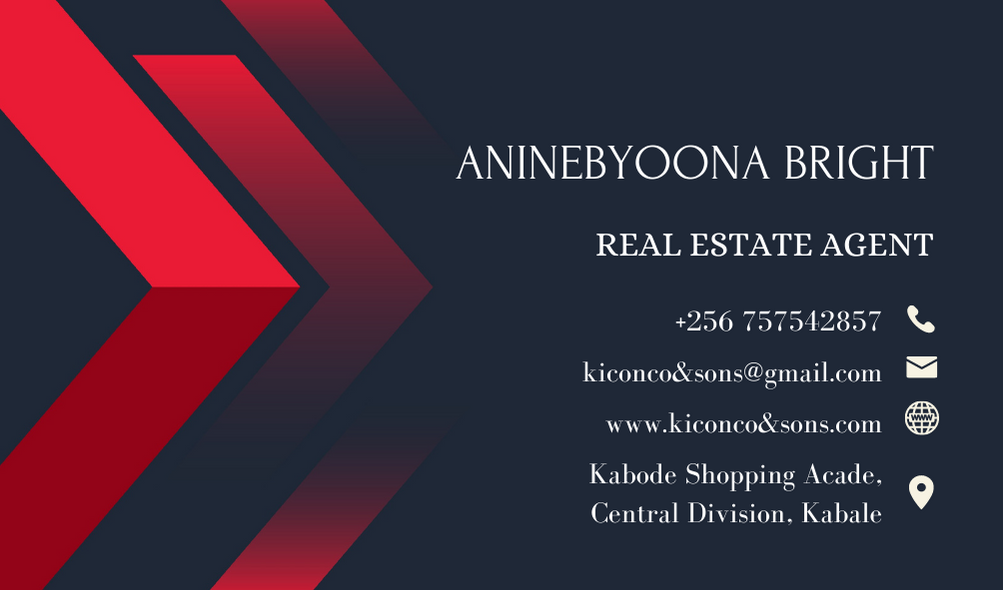 ANINEBYOONA BRIGHT
REAL ESTATE AGENT
+256 757542857
kiconco&sons@gmail.com
www.kiconco&sons.com
WWW
Kabode Shopping Acade,
Central Division, Kabale